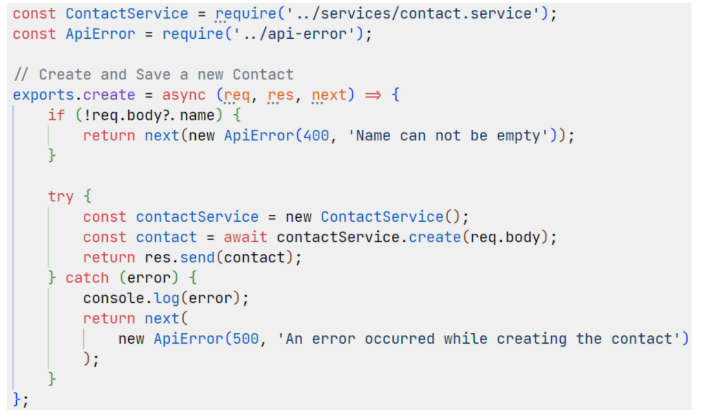 const ContactService = require('../services/contact.service');
const ApiError = require('../api-error');

// Create and Save a new Contact
exports.create = async (req, res, next) => {
    if (!req.body?.name) {
        return next(new ApiError(400, 'Name can not be empty'));
    }

    try {
        const contactService = new ContactService();
        const contact = await contactService.create(req.body);
        return res.send(contact);
    } catch (error) {
        console.log(error);
        return next(
            new ApiError(500, 'An error occurred while creating the contact')
        );
    }
};